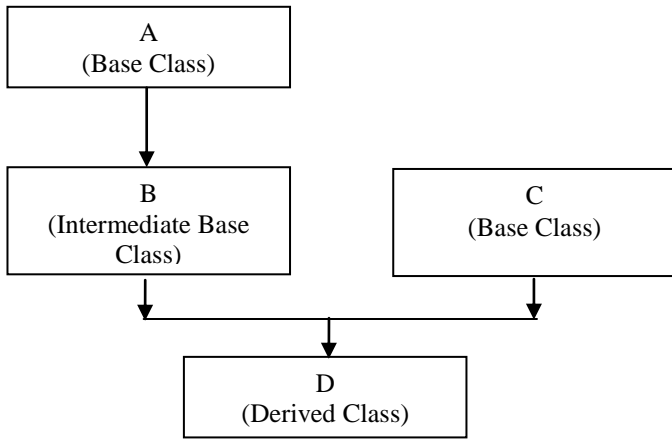 A
(Base Class)
B
(Intermediate Base
Class)
C
(Base Class)
D
(Derived Class)